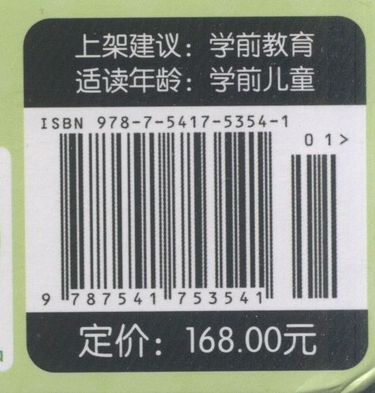 上架建议：学前教育
适读年龄：学前儿童
ISBN 978-7-5417-5354-1
01>
9 787541 753541
定价：168.00元